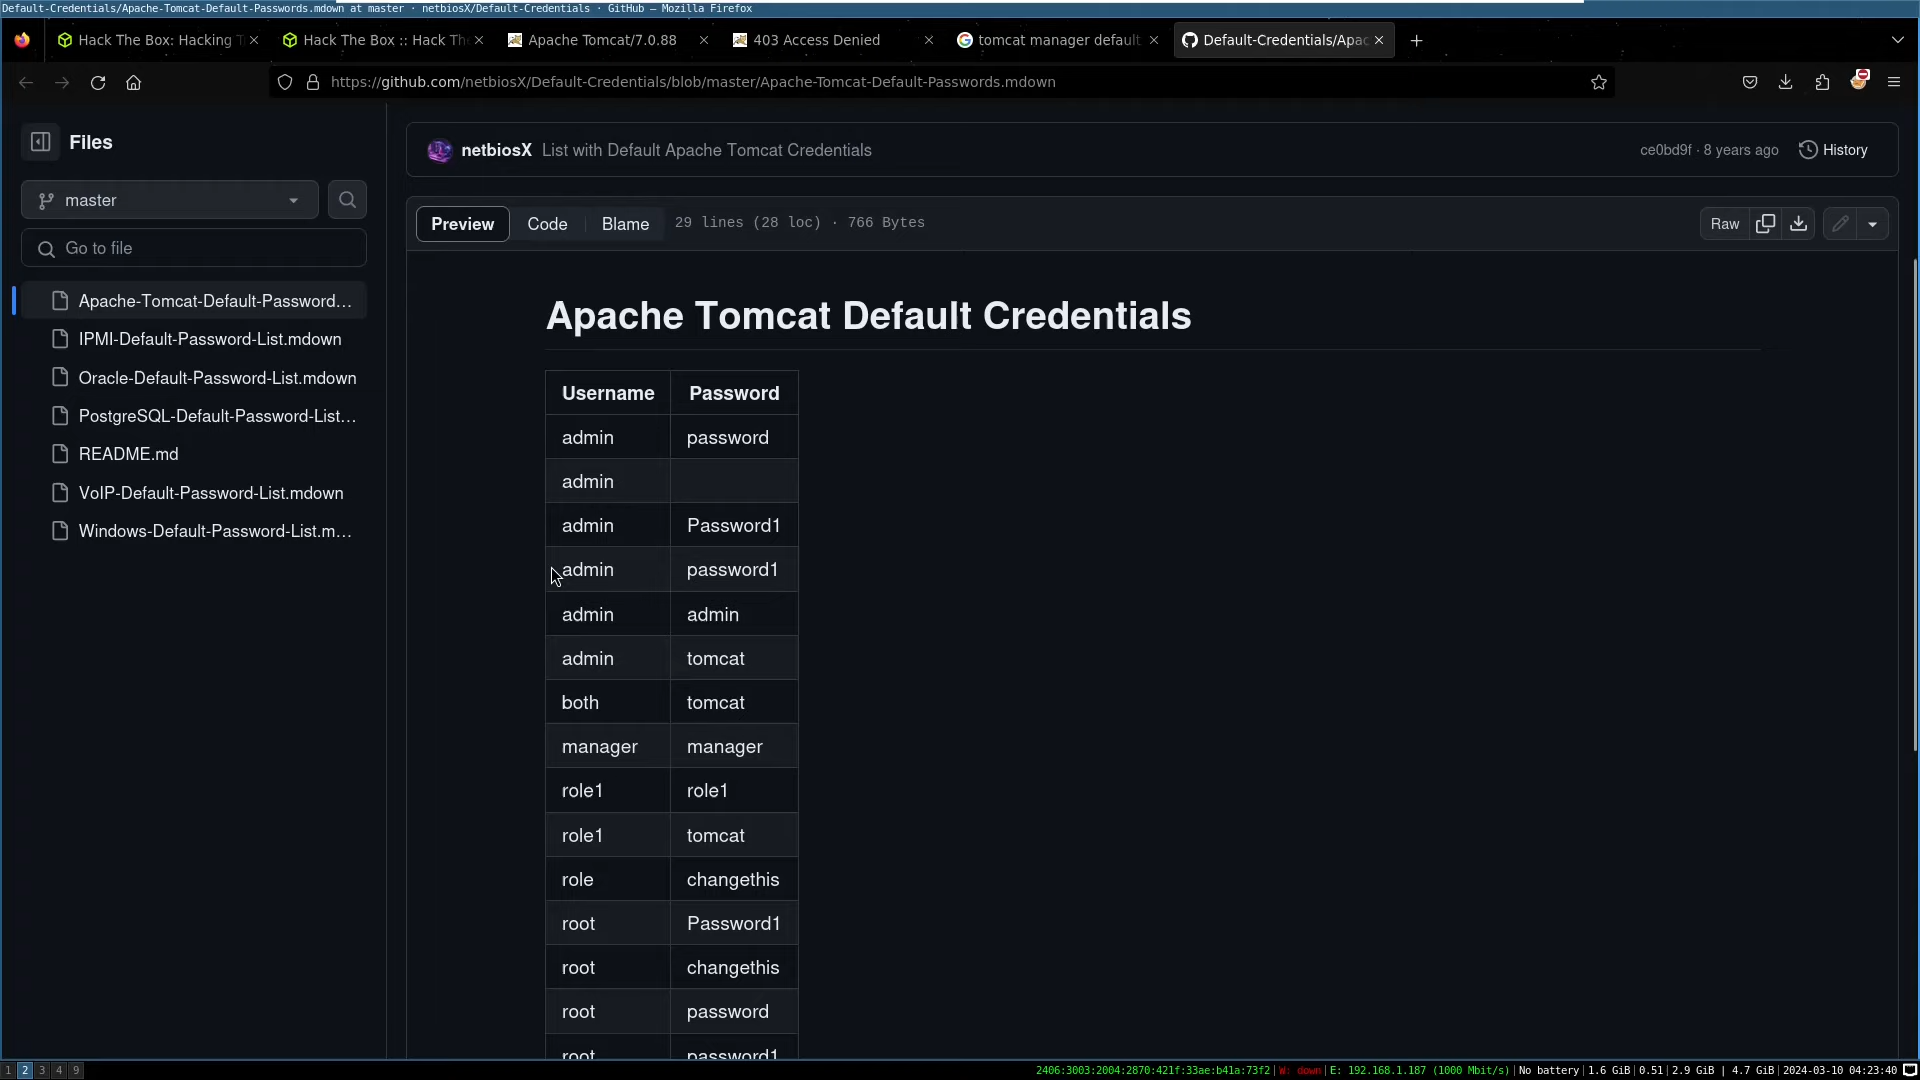 Default-Credentials/Apache-Tomcat-Default-Passwords.mdown at master · netbiosX/Default-Credentials · GitHub — Mozilla Firefox
Hack The Box: Hacking T
Hack The Box :: Hack The
Apache Tomcat/7.0.88
403 Access Denied
tomcat manager default
Default-Credentials/Apac
https://github.com/netbiosX/Default-Credentials/blob/master/Apache-Tomcat-Default-Passwords.mdown
Files
master
Go to file
Apache-Tomcat-Default-Password...
IPMI-Default-Password-List.mdown
Oracle-Default-Password-List.mdown
PostgreSQL-Default-Password-List...
README.md
VoIP-Default-Password-List.mdown
Windows-Default-Password-List.m...
netbiosX List with Default Apache Tomcat Credentials
ce0bd9f · 8 years ago History
Preview Code Blame 29 lines (28 loc) · 766 Bytes
Raw
Apache Tomcat Default Credentials
Username Password
admin password
admin
admin Password1
admin password1
admin admin
admin tomcat
both tomcat
manager manager
role1 role1
role1 tomcat
role changethis
root Password1
root changethis
root password
root password1
1 2 3 4 9
2406:3003:2004:2870:421f:33ae:b41a:73f2 | W: down | E: 192.168.1.187 (1000 Mbit/s) | No battery | 1.6 GiB | 0.51 | 2.9 GiB | 4.7 GiB | 2024-03-10 04:23:40